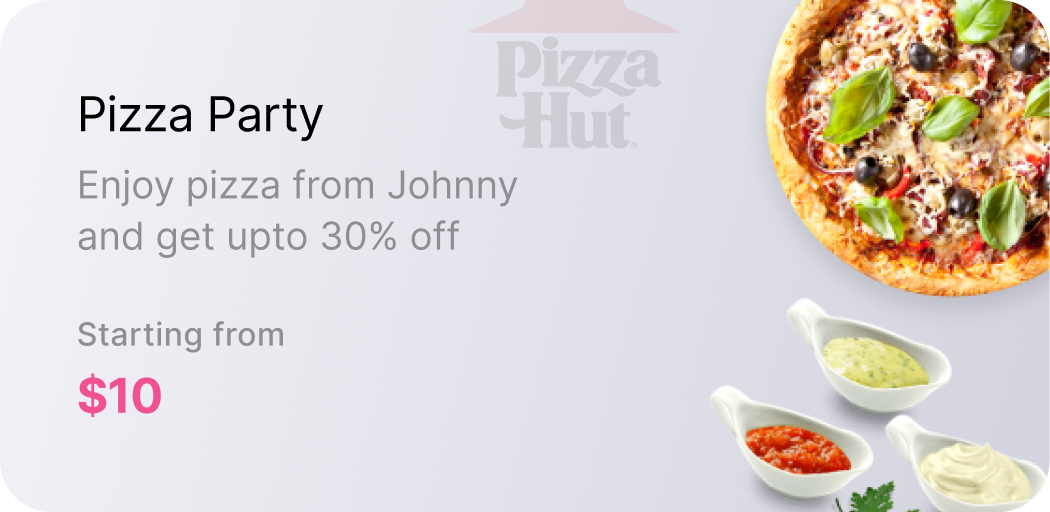 Pizza
Hut
Pizza Party
Enjoy pizza from Johnny
and get upto 30% off
Starting from
$10